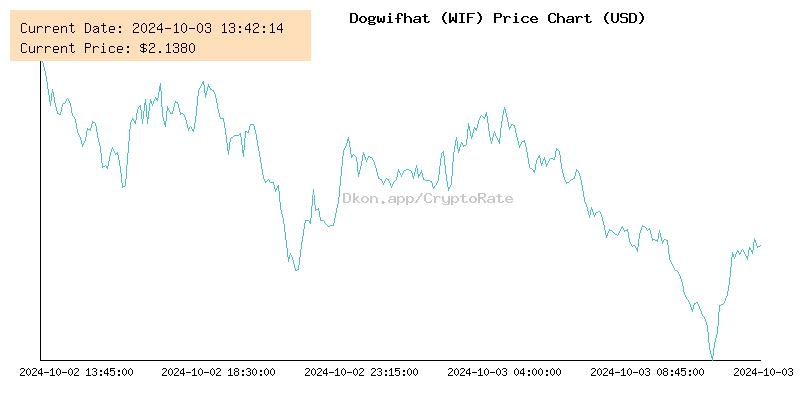 Dogwifhat (WIF) Price Chart (USD)
Current Date: 2024-10-03 13:42:14
Current Price: $2.1380
Dkon.app/CryptoRate
2024-10-02 13:45:00 2024-10-02 18:30:00 2024-10-02 23:15:00 2024-10-03 04:00:00 2024-10-03 08:45:00 2024-10-03